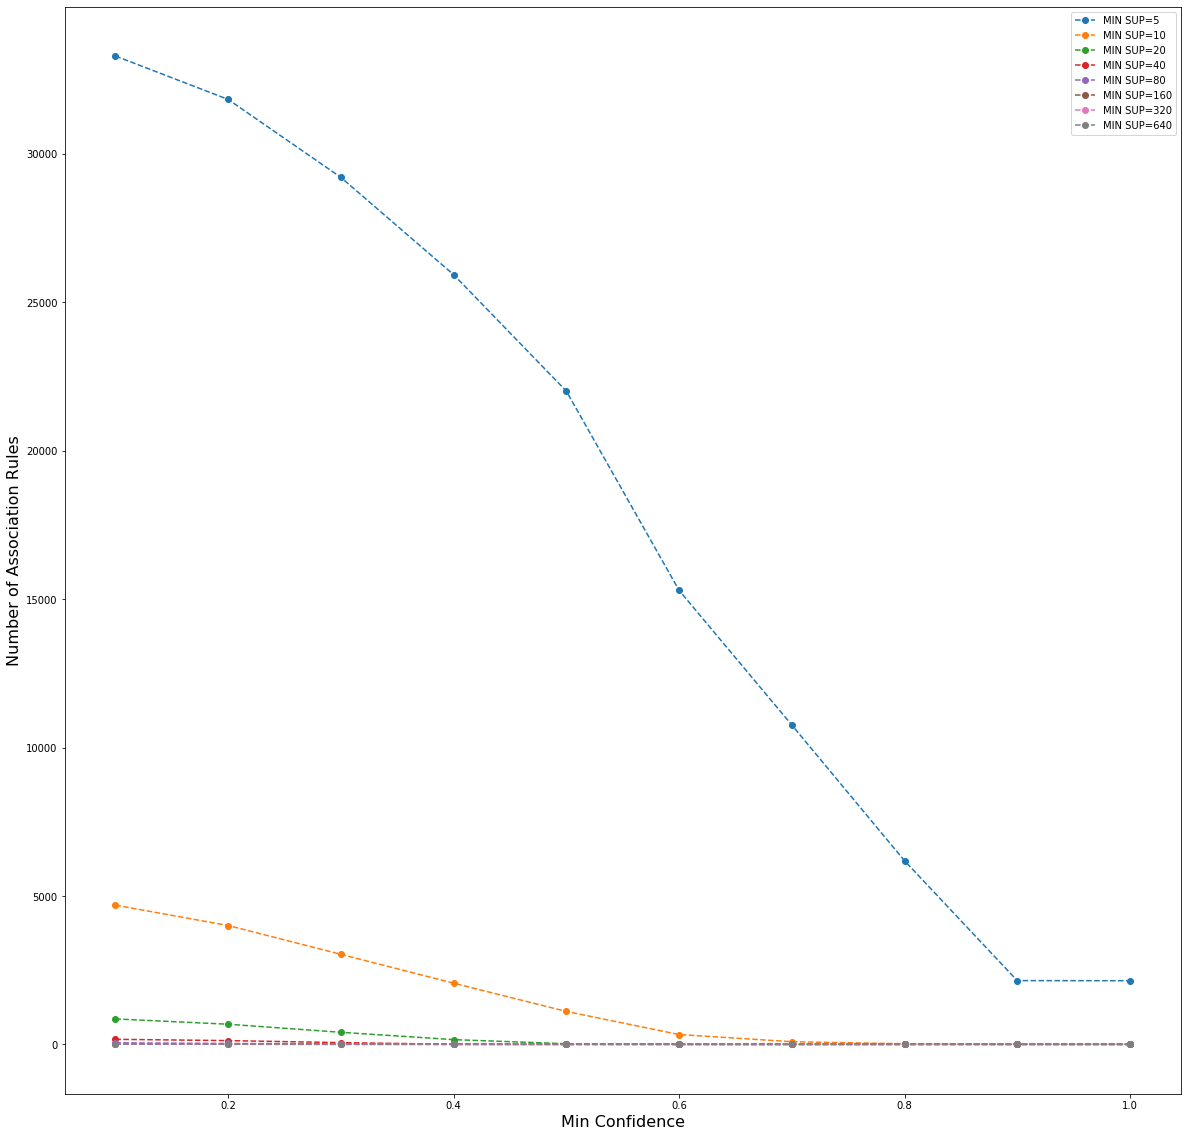 MIN SUP=5
MIN SUP=10
MIN SUP=20
MIN SUP=40
MIN SUP=80
MIN SUP=160
MIN SUP=320
MIN SUP=640
30000
25000
20000
15000
10000
5000
0
Number of Association Rules
0.2 0.4 0.6 0.8 1.0
Min Confidence